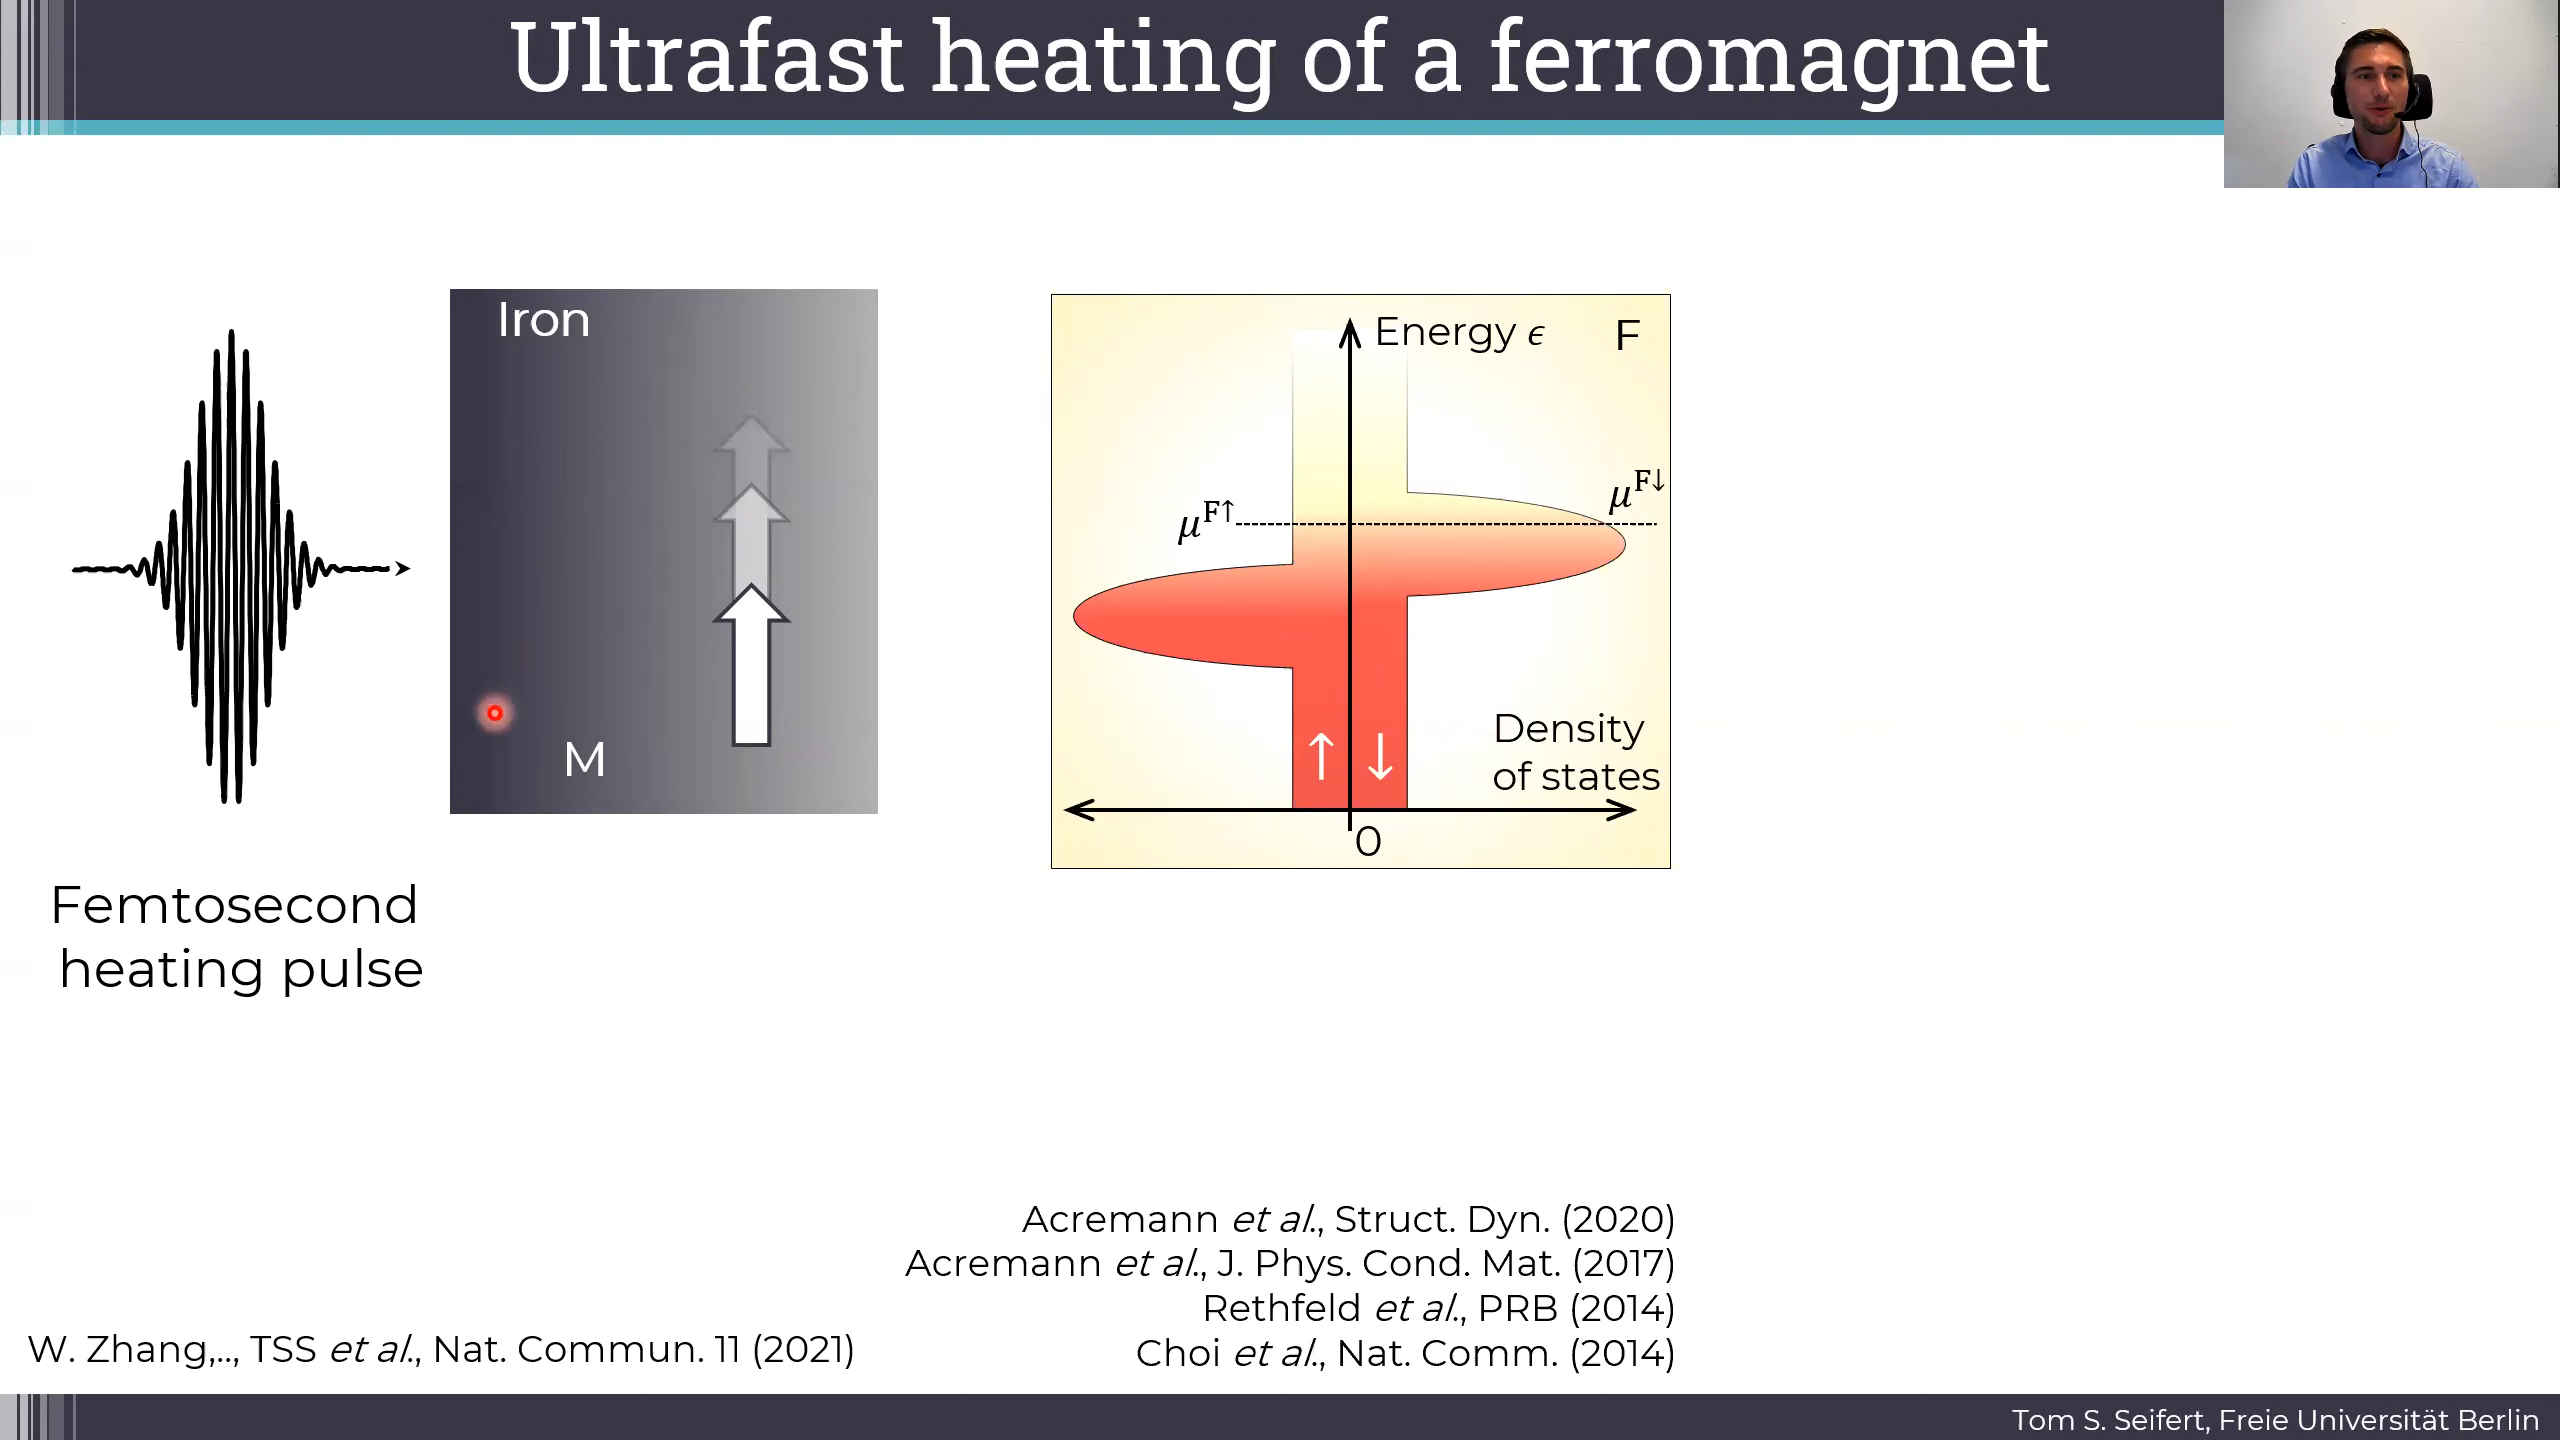 Ultrafast heating of a ferromagnet
Iron
M
Femtosecond
heating pulse
Energy ϵ
F
μF↑
μF↓
Density
of states
↑ ↓
0
Acremann et al., Struct. Dyn. (2020)
Acremann et al., J. Phys. Cond. Mat. (2017)
Rethfeld et al., PRB (2014)
Choi et al., Nat. Comm. (2014)
W. Zhang,.., TSS et al., Nat. Commun. 11 (2021)
Tom S. Seifert, Freie Universität Berlin